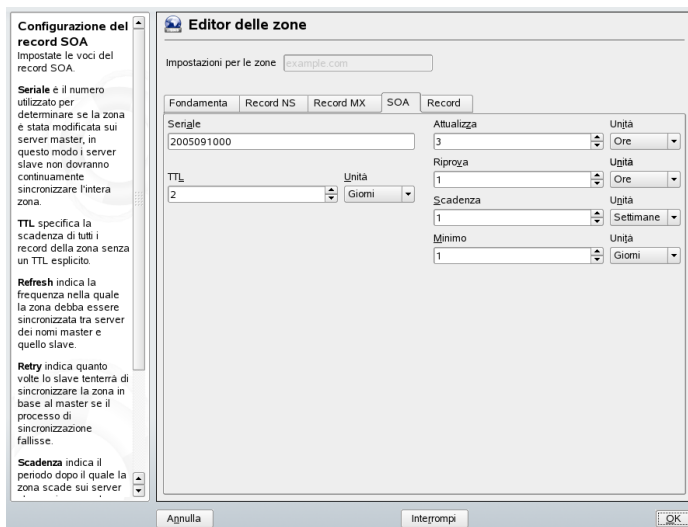 Configurazione del
record SOA
Impostate le voci del
record SOA.
Seriale è il numero
utilizzato per
determinare se la zona
è stata modificata sui
server master, in
questo modo i server
slave non dovranno
continuamente
sincronizzare l'intera
zona.
TTL specifica la
scadenza di tutti i
record della zona senza
un TTL esplicito.
Refresh indica la
frequenza nella quale
la zona debba essere
sincronizzata tra server
dei nomi master e
quello slave.
Retry indica quanto
volte lo slave tenterrà di
sincronizzare la zona in
base al master se il
processo di
sincronizzazione
fallisse.
Scadenza indica il
periodo dopo il quale la
zona scade sui server
Editor delle zone
Impostazioni per le zone example.com
Fondamenta Record NS Record MX SOA Record
Seriale
2005091000
TTL Unità
2 Giorni
Attualizza Unità
3 Ore
Riprova Unità
1 Ore
Scadenza Unità
1 Settimane
Minimo Unità
1 Giorni
Annulla Interrompi OK